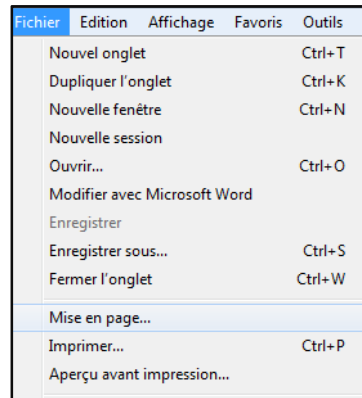 Fichier Edition Affichage Favoris Outils
Nouvel onglet Ctrl+T
Dupliquer l'onglet Ctrl+K
Nouvelle fenêtre Ctrl+N
Nouvelle session
Ouvrir... Ctrl+O
Modifier avec Microsoft Word
Enregistrer
Enregistrer sous... Ctrl+S
Fermer l'onglet Ctrl+W
Mise en page...
Imprimer... Ctrl+P
Aperçu avant impression...